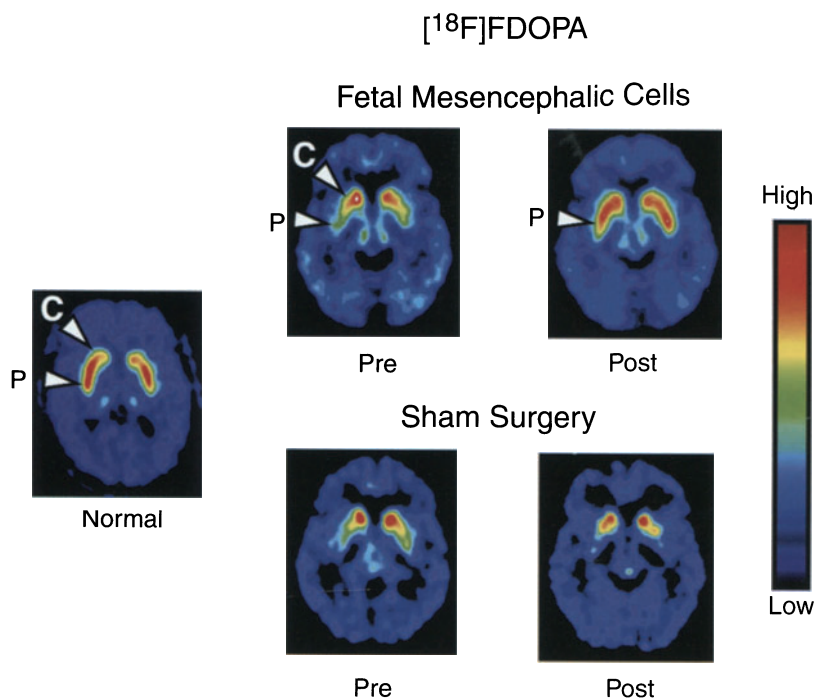 [18F]FDOPA
Fetal Mesencephalic Cells
C
P
P
Pre
Post
High
Low
C
P
Normal
Sham Surgery
Pre
Post